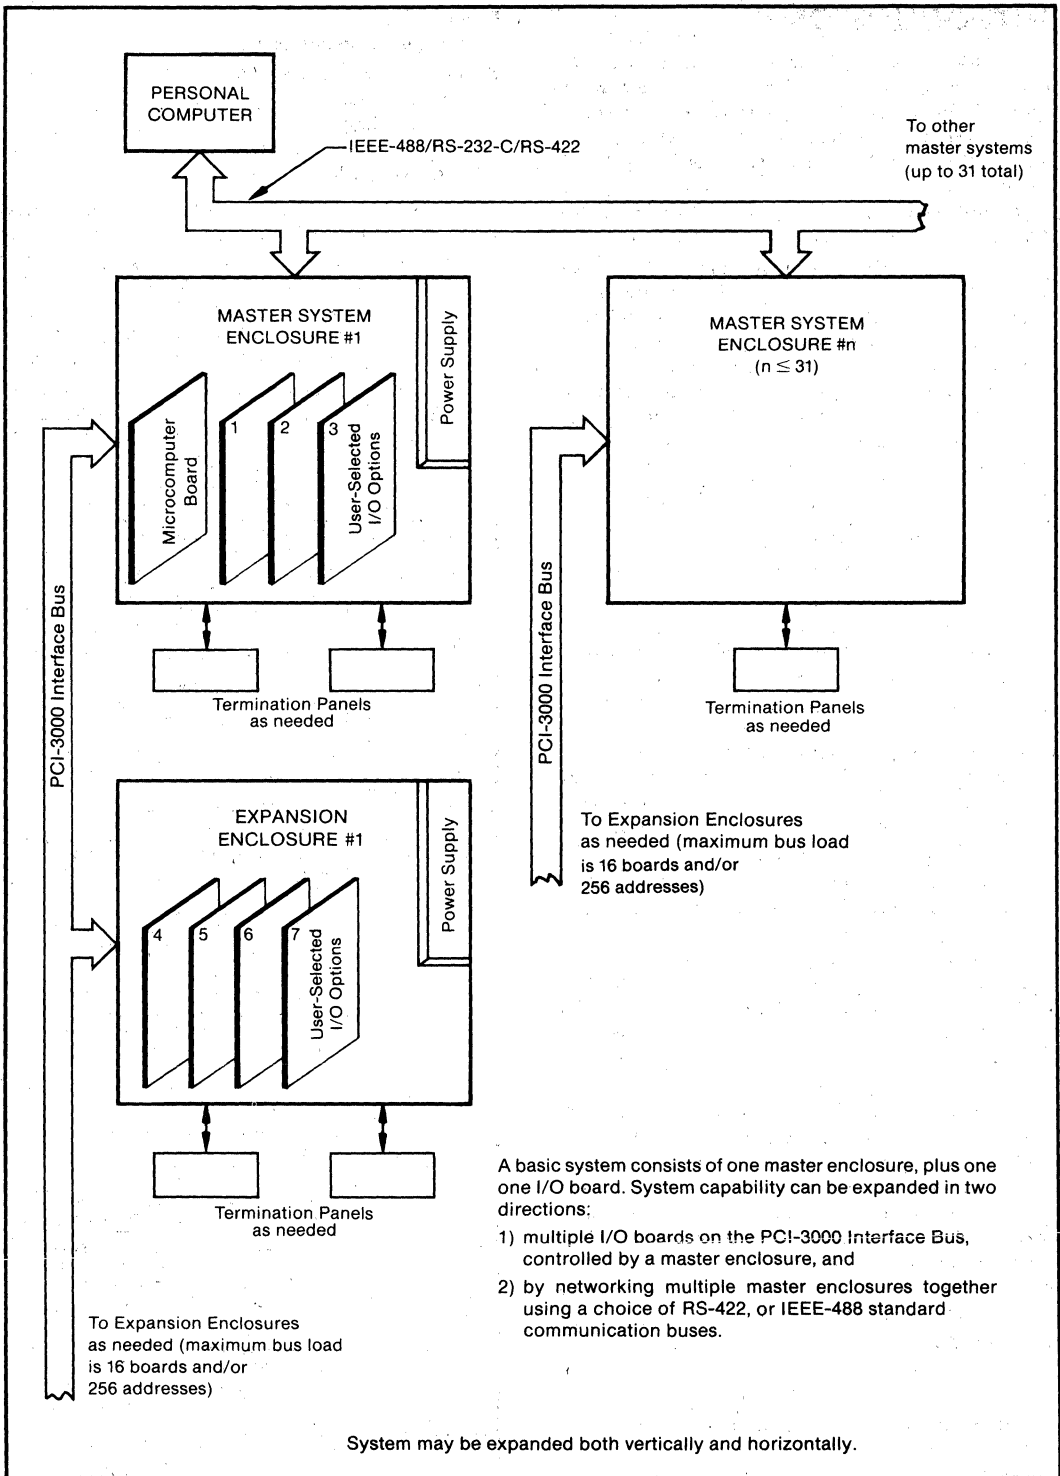 PERSONAL
COMPUTER
IEEE-488/RS-232-C/RS-422
To other
master systems
(up to 31 total)
MASTER SYSTEM
ENCLOSURE #1
Power Supply
Microcomputer
Board
1
2
3
User-Selected
I/O Options
MASTER SYSTEM
ENCLOSURE #n
(n ≤ 31)
PCI-3000 Interface Bus
PCI-3000 Interface Bus
Termination Panels
as needed
Termination Panels
as needed
EXPANSION
ENCLOSURE #1
Power Supply
4
5
6
7
User-Selected
I/O Options
To Expansion Enclosures
as needed (maximum bus load
is 16 boards and/or
256 addresses)
Termination Panels
as needed
A basic system consists of one master enclosure, plus one
one I/O board. System capability can be expanded in two
directions:
1) multiple I/O boards on the PCI-3000 Interface Bus,
controlled by a master enclosure, and
2) by networking multiple master enclosures together
using a choice of RS-422, or IEEE-488 standard
communication buses.
To Expansion Enclosures
as needed (maximum bus load
is 16 boards and/or
256 addresses)
System may be expanded both vertically and horizontally.